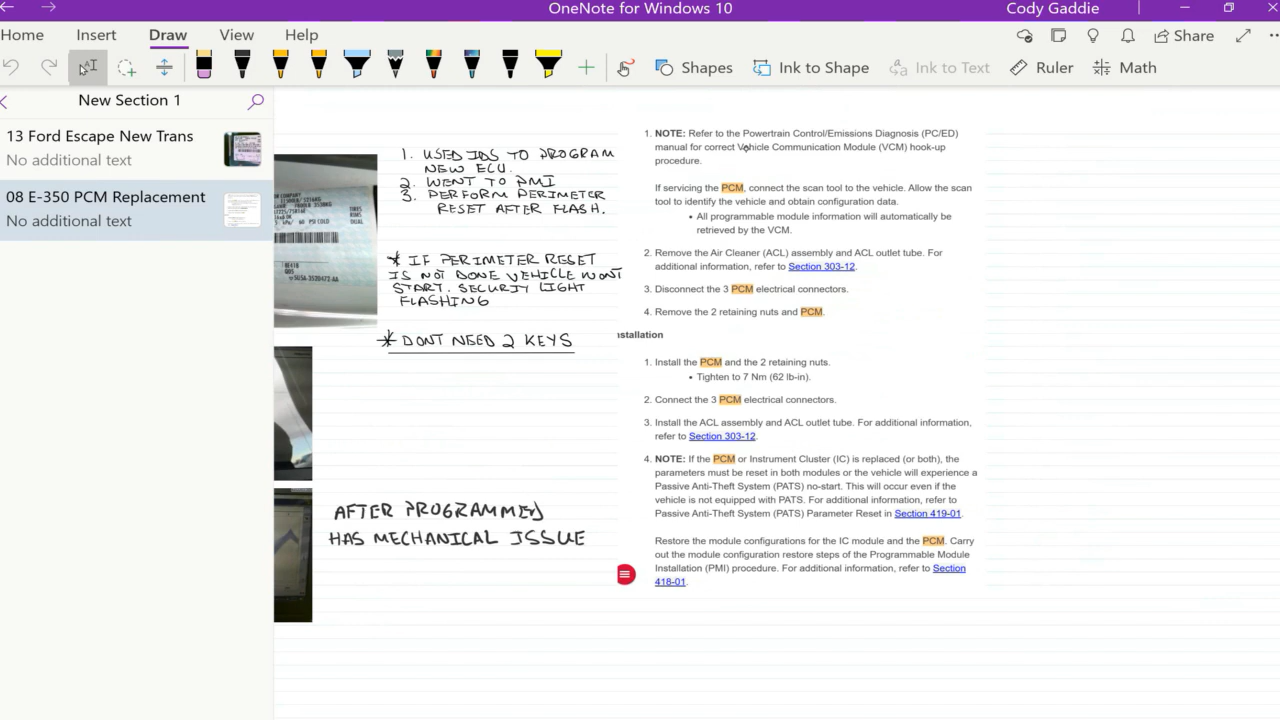 OneNote for Windows 10
Cody Gaddie
Home Insert Draw View Help
Share
Shapes Ink to Shape Ink to Text Ruler Math
New Section 1
13 Ford Escape New Trans
No additional text
08 E-350 PCM Replacement
No additional text
1. USED IDS TO PROGRAM
NEW ECU.
2. WENT TO PMI
3. PERFORM PERIMETER
RESET AFTER FLASH.
* IF PERIMETER RESET
IS NOT DONE VEHICLE WONT
START. SECURITY LIGHT
FLASHING
* DONT NEED 2 KEYS
AFTER PROGRAMMED
HAS MECHANICAL ISSUE
1. NOTE: Refer to the Powertrain Control/Emissions Diagnosis (PC/ED)
manual for correct Vehicle Communication Module (VCM) hook-up
procedure.
If servicing the PCM, connect the scan tool to the vehicle. Allow the scan
tool to identify the vehicle and obtain configuration data.
• All programmable module information will automatically be
retrieved by the VCM.
2. Remove the Air Cleaner (ACL) assembly and ACL outlet tube. For
additional information, refer to Section 303-12.
3. Disconnect the 3 PCM electrical connectors.
4. Remove the 2 retaining nuts and PCM.
nstallation
1. Install the PCM and the 2 retaining nuts.
• Tighten to 7 Nm (62 lb-in).
2. Connect the 3 PCM electrical connectors.
3. Install the ACL assembly and ACL outlet tube. For additional information,
refer to Section 303-12.
4. NOTE: If the PCM or Instrument Cluster (IC) is replaced (or both), the
parameters must be reset in both modules or the vehicle will experience a
Passive Anti-Theft System (PATS) no-start. This will occur even if the
vehicle is not equipped with PATS. For additional information, refer to
Passive Anti-Theft System (PATS) Parameter Reset in Section 419-01.
Restore the module configurations for the IC module and the PCM. Carry
out the module configuration restore steps of the Programmable Module
Installation (PMI) procedure. For additional information, refer to Section
418-01.